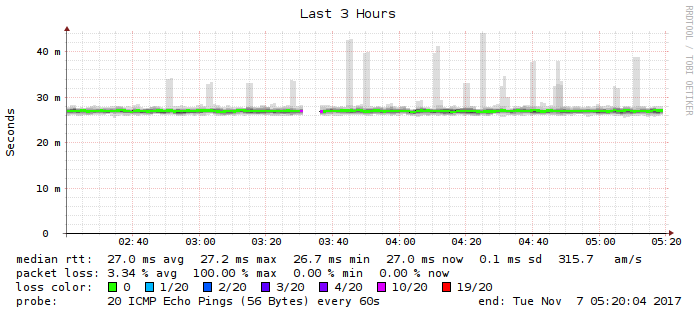 Last 3 Hours
RRDTOOL / TOBI OETIKER
Seconds
40 m
30 m
20 m
10 m
0
02:40 03:00 03:20 03:40 04:00 04:20 04:40 05:00 05:20
median rtt: 27.0 ms avg 27.2 ms max 26.7 ms min 27.0 ms now 0.1 ms sd 315.7 am/s
packet loss: 3.34 % avg 100.00 % max 0.00 % min 0.00 % now
loss color: 0 1/20 2/20 3/20 4/20 10/20 19/20
probe: 20 ICMP Echo Pings (56 Bytes) every 60s end: Tue Nov 7 05:20:04 2017